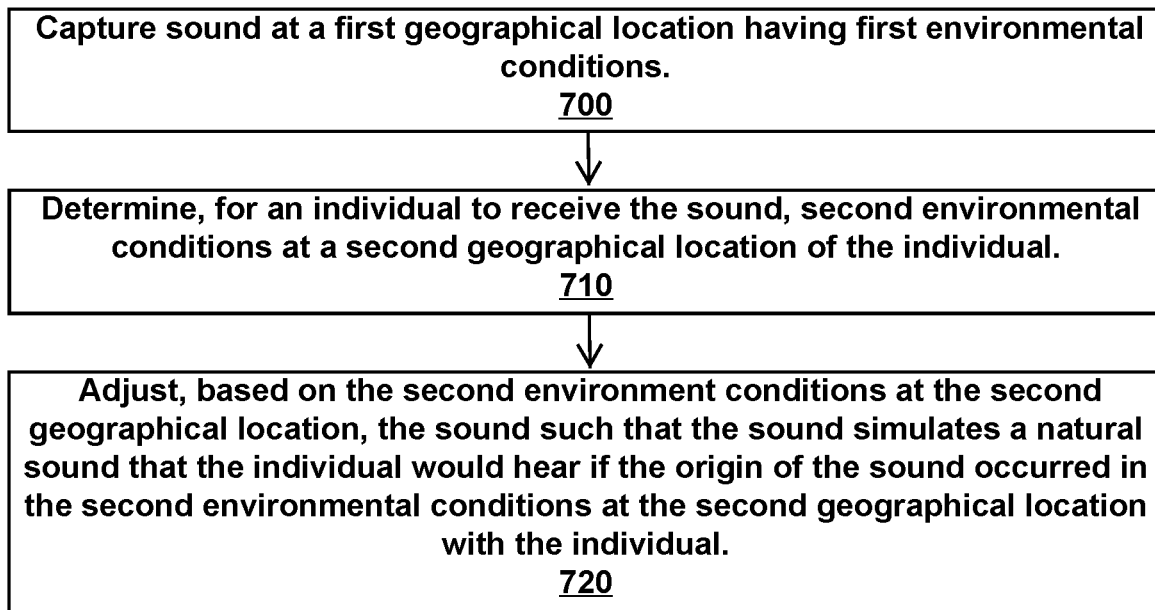 Capture sound at a first geographical location having first environmental
conditions.
700
Determine, for an individual to receive the sound, second environmental
conditions at a second geographical location of the individual.
710
Adjust, based on the second environment conditions at the second
geographical location, the sound such that the sound simulates a natural
sound that the individual would hear if the origin of the sound occurred in
the second environmental conditions at the second geographical location
with the individual.
720